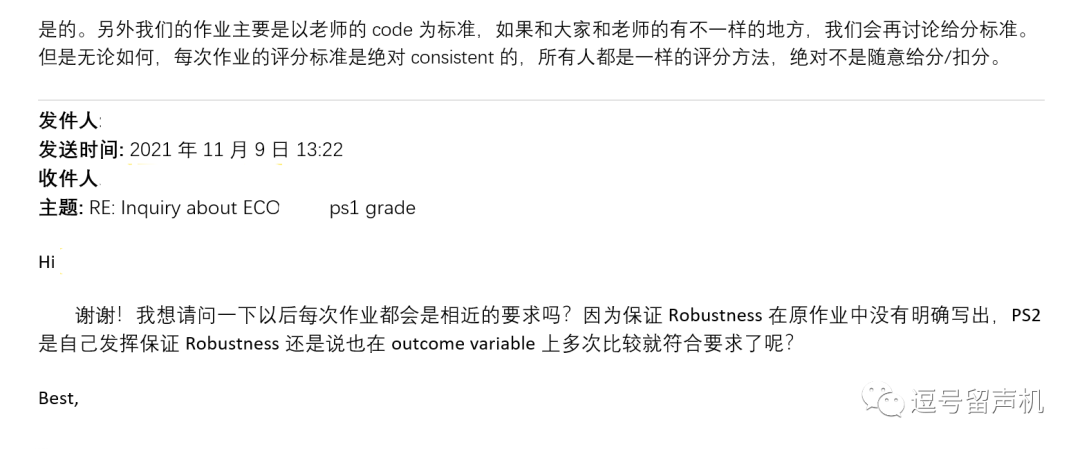 是的。另外我们的作业主要是以老师的 code 为标准，如果和大家和老师的有不一样的地方，我们会再讨论给分标准。
但是无论如何，每次作业的评分标准是绝对 consistent 的，所有人都是一样的评分方法，绝对不是随意给分/扣分。
发件人:
发送时间: 2021 年 11 月 9 日 13:22
收件人
主题: RE: Inquiry about ECO ps1 grade
Hi
谢谢！我想请问一下以后每次作业都会是相近的要求吗？因为保证 Robustness 在原作业中没有明确写出，PS2
是自己发挥保证 Robustness 还是说也在 outcome variable 上多次比较就符合要求了呢？
Best,
逗号留声机